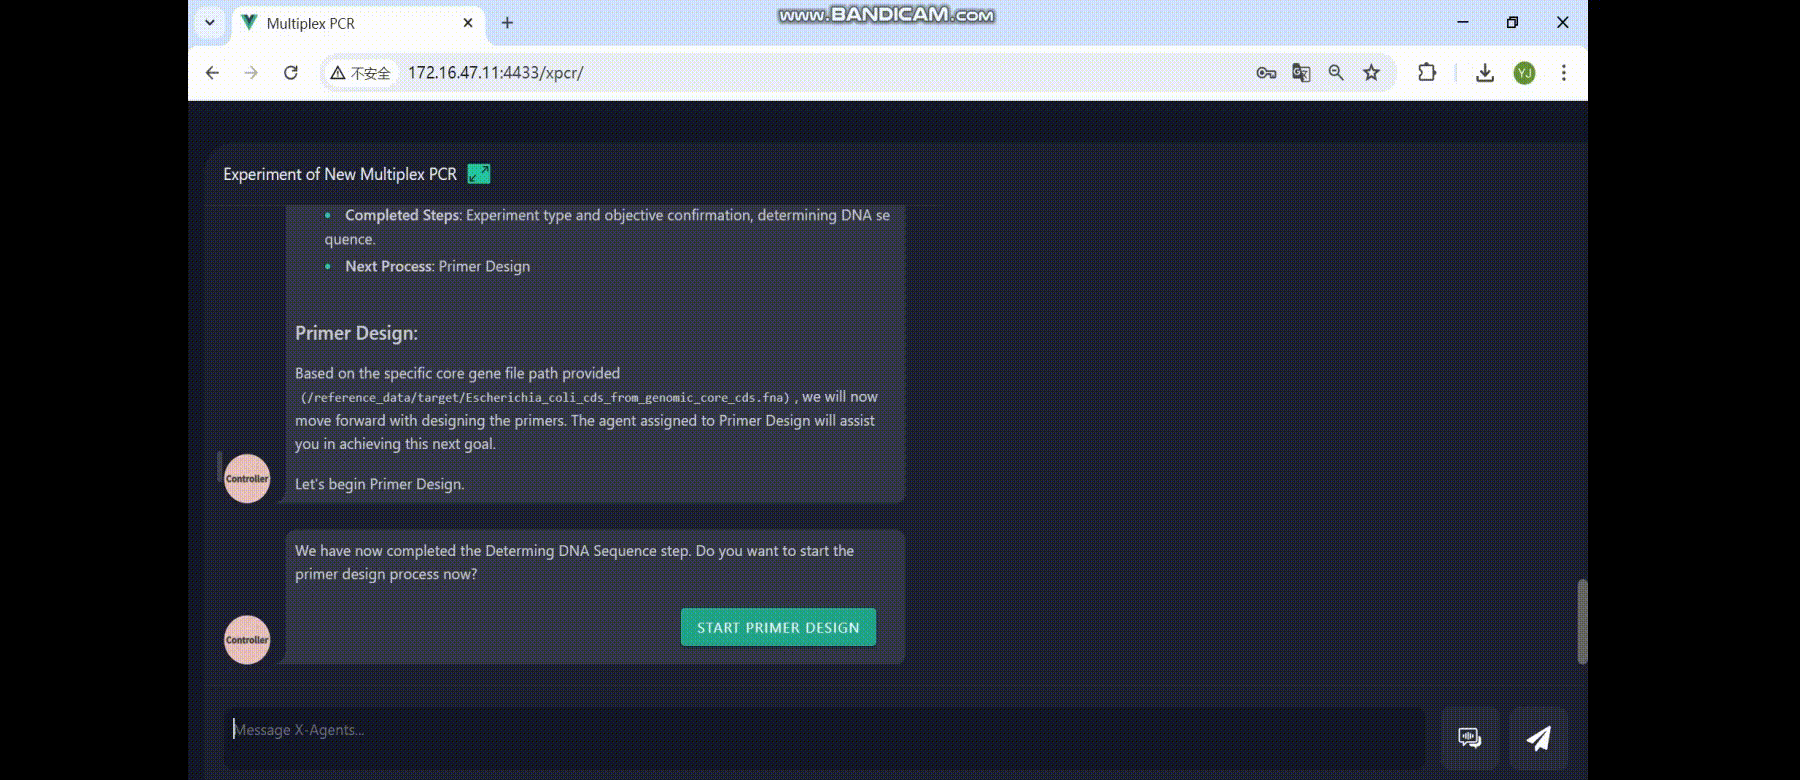 Multiplex PCR
www.BANDICAM.com
不安全
172.16.47.11:4433/xpcr/
YJ
Experiment of New Multiplex PCR
Completed Steps: Experiment type and objective confirmation, determining DNA se
quence.
Next Process: Primer Design
Primer Design:
Based on the specific core gene file path provided
(/reference_data/target/Escherichia_coli_cds_from_genomic_core_cds.fna) , we will now
move forward with designing the primers. The agent assigned to Primer Design will assist
you in achieving this next goal.
Let's begin Primer Design.
Controller
We have now completed the Determing DNA Sequence step. Do you want to start the
primer design process now?
START PRIMER DESIGN
Controller
Message X-Agents...